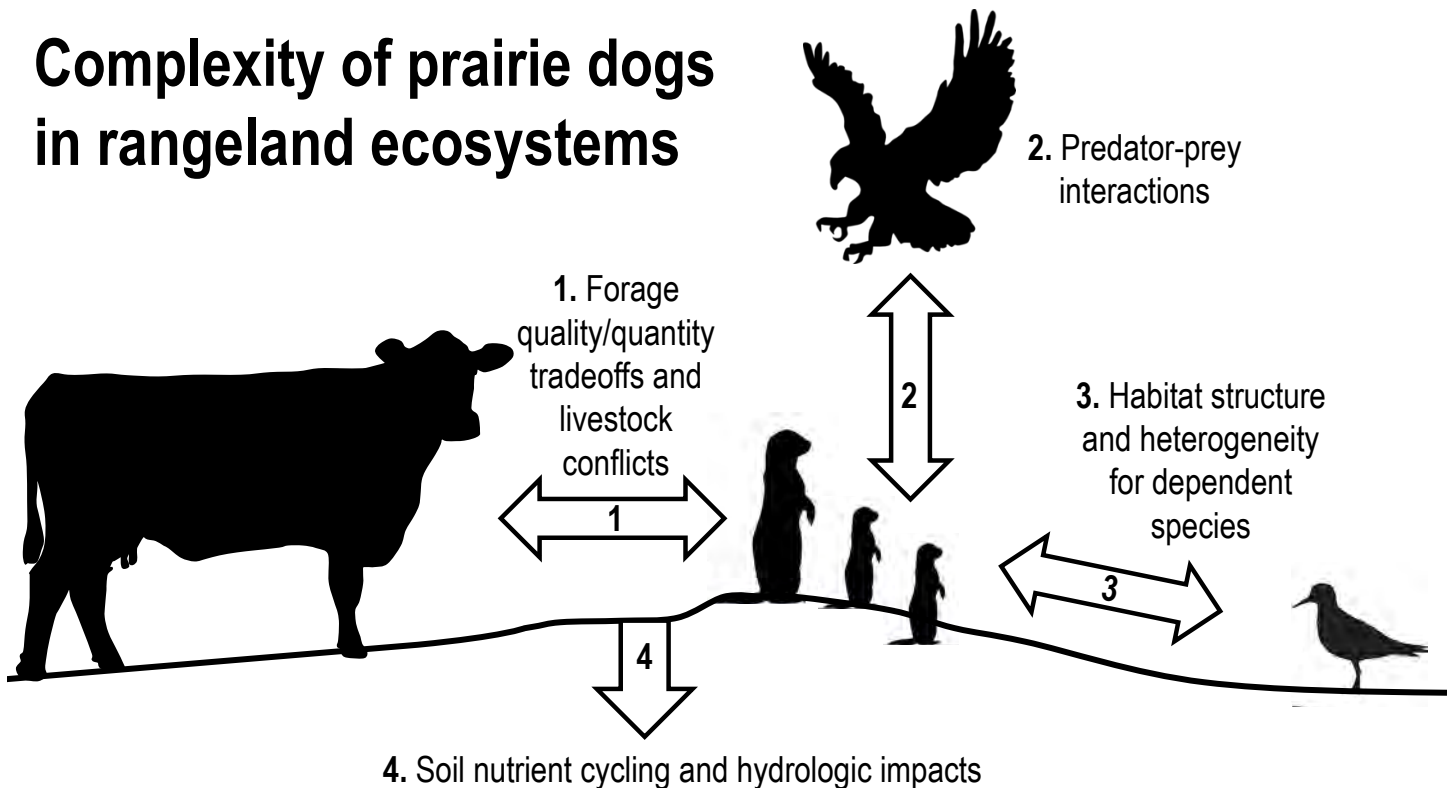 Complexity of prairie dogs
in rangeland ecosystems
2. Predator-prey
interactions
1. Forage
quality/quantity
tradeoffs and
livestock
conflicts
2
3. Habitat structure
and heterogeneity
for dependent
species
1
3
4
4. Soil nutrient cycling and hydrologic impacts